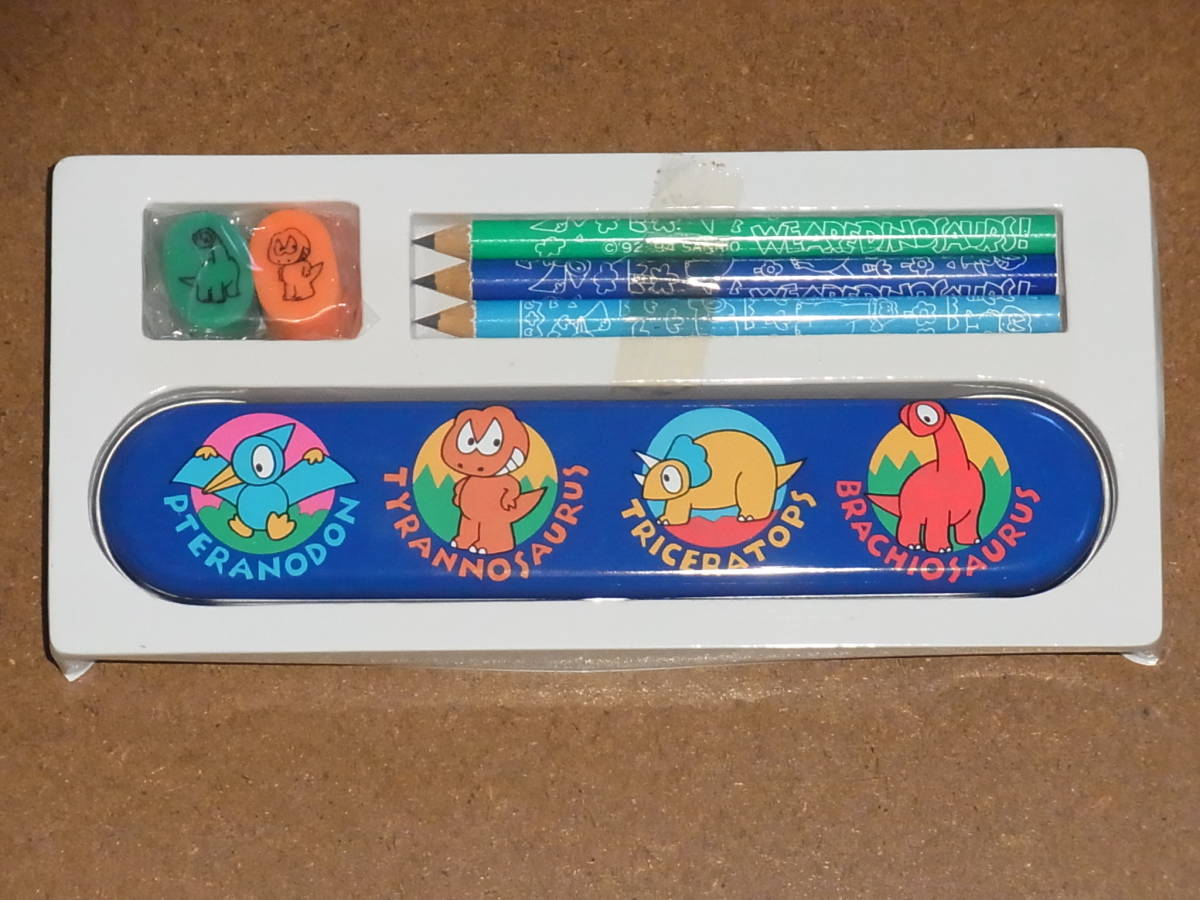 ©'92,'94 SANRIO WE ARE DINOSAURS!
WE ARE DINOSAURS!
PTERANODON
TYRANNOSAURUS
TRICERATOPS
BRACHIOSAURUS